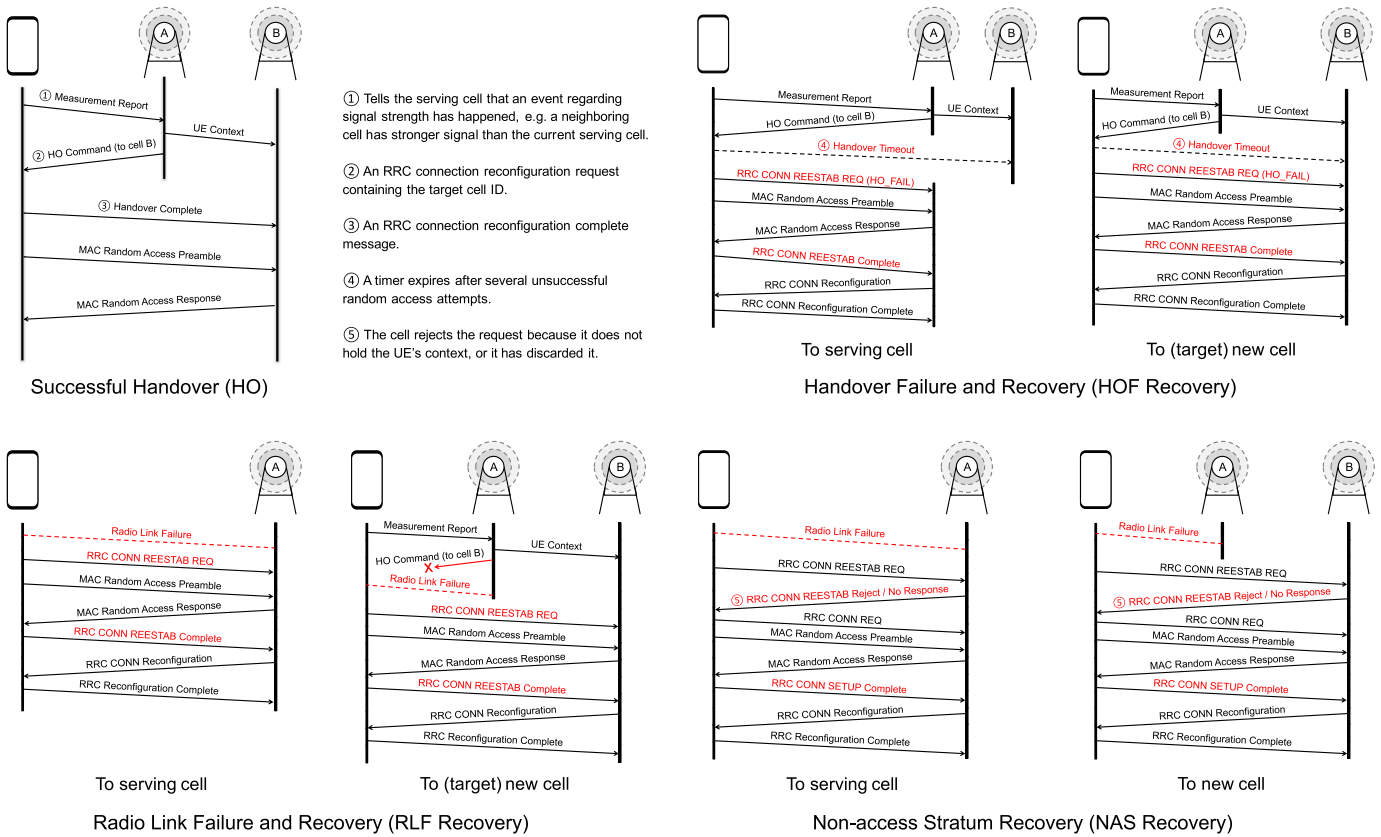 A
B
① Measurement Report
UE Context
② HO Command (to cell B)
③ Handover Complete
MAC Random Access Preamble
MAC Random Access Response
Successful Handover (HO)
① Tells the serving cell that an event regarding
signal strength has happened, e.g. a neighboring
cell has stronger signal than the current serving cell.
② An RRC connection reconfiguration request
containing the target cell ID.
③ An RRC connection reconfiguration complete
message.
④ A timer expires after several unsuccessful
random access attempts.
⑤ The cell rejects the request because it does not
hold the UE's context, or it has discarded it.
A
B
Measurement Report
UE Context
HO Command (to cell B)
④ Handover Timeout
RRC CONN REESTAB REQ (HO_FAIL)
MAC Random Access Preamble
MAC Random Access Response
RRC CONN REESTAB Complete
RRC CONN Reconfiguration
RRC CONN Reconfiguration Complete
To serving cell
A
B
Measurement Report
UE Context
HO Command (to cell B)
④ Handover Timeout
RRC CONN REESTAB REQ (HO_FAIL)
MAC Random Access Preamble
MAC Random Access Response
RRC CONN REESTAB Complete
RRC CONN Reconfiguration
RRC CONN Reconfiguration Complete
To (target) new cell
Handover Failure and Recovery (HOF Recovery)
A
Radio Link Failure
RRC CONN REESTAB REQ
MAC Random Access Preamble
MAC Random Access Response
RRC CONN REESTAB Complete
RRC CONN Reconfiguration
RRC Reconfiguration Complete
To serving cell
A
B
Measurement Report
UE Context
HO Command (to cell B)
X
Radio Link Failure
RRC CONN REESTAB REQ
MAC Random Access Preamble
MAC Random Access Response
RRC CONN REESTAB Complete
RRC CONN Reconfiguration
RRC Reconfiguration Complete
To (target) new cell
Radio Link Failure and Recovery (RLF Recovery)
A
Radio Link Failure
RRC CONN REESTAB REQ
⑤ RRC CONN REESTAB Reject / No Response
RRC CONN REQ
MAC Random Access Preamble
MAC Random Access Response
RRC CONN SETUP Complete
RRC CONN Reconfiguration
RRC Reconfiguration Complete
To serving cell
A
B
Radio Link Failure
RRC CONN REESTAB REQ
⑤ RRC CONN REESTAB Reject / No Response
RRC CONN REQ
MAC Random Access Preamble
MAC Random Access Response
RRC CONN SETUP Complete
RRC CONN Reconfiguration
RRC Reconfiguration Complete
To new cell
Non-access Stratum Recovery (NAS Recovery)